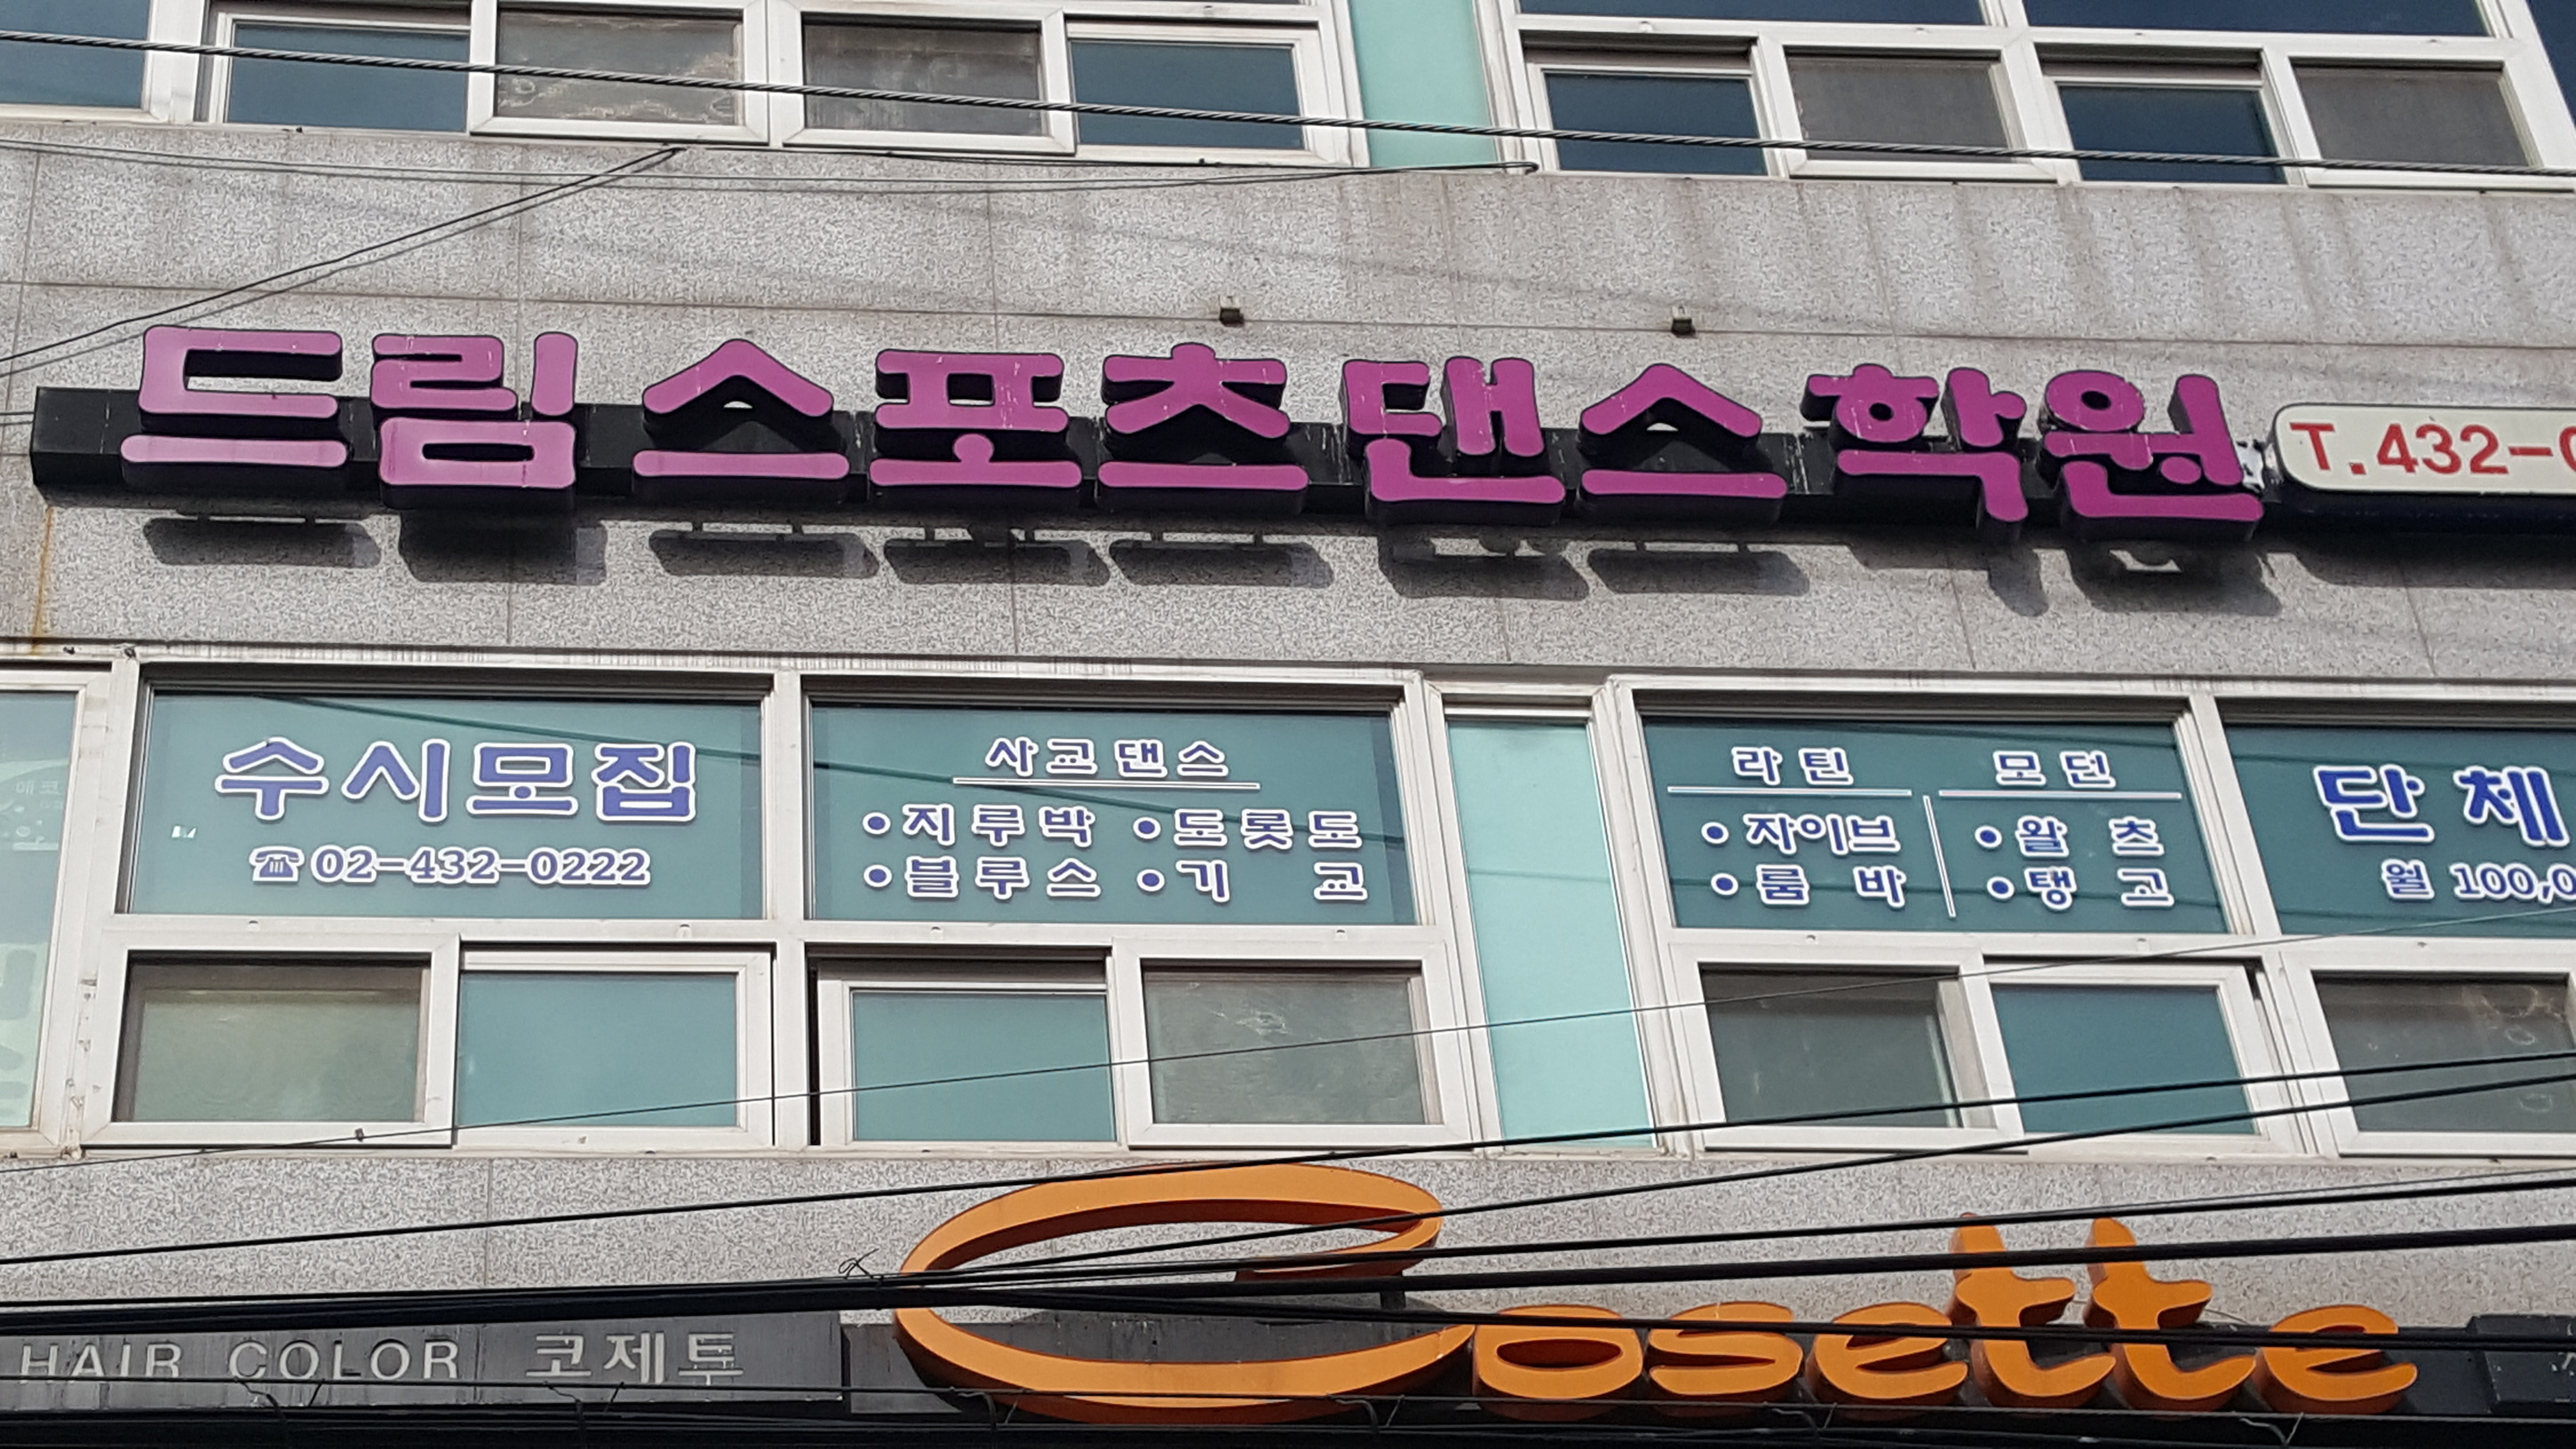 드림스포츠댄스학원
T.432-0
수시모집
☎02-432-0222
사교댄스
•지루박 •도롯도
•블루스 •기 교
라틴
•자이브
•룸 바
모던
•왈 츠
•탱 고
단체
월 100,0
HAIR COLOR 코제트
Cosette